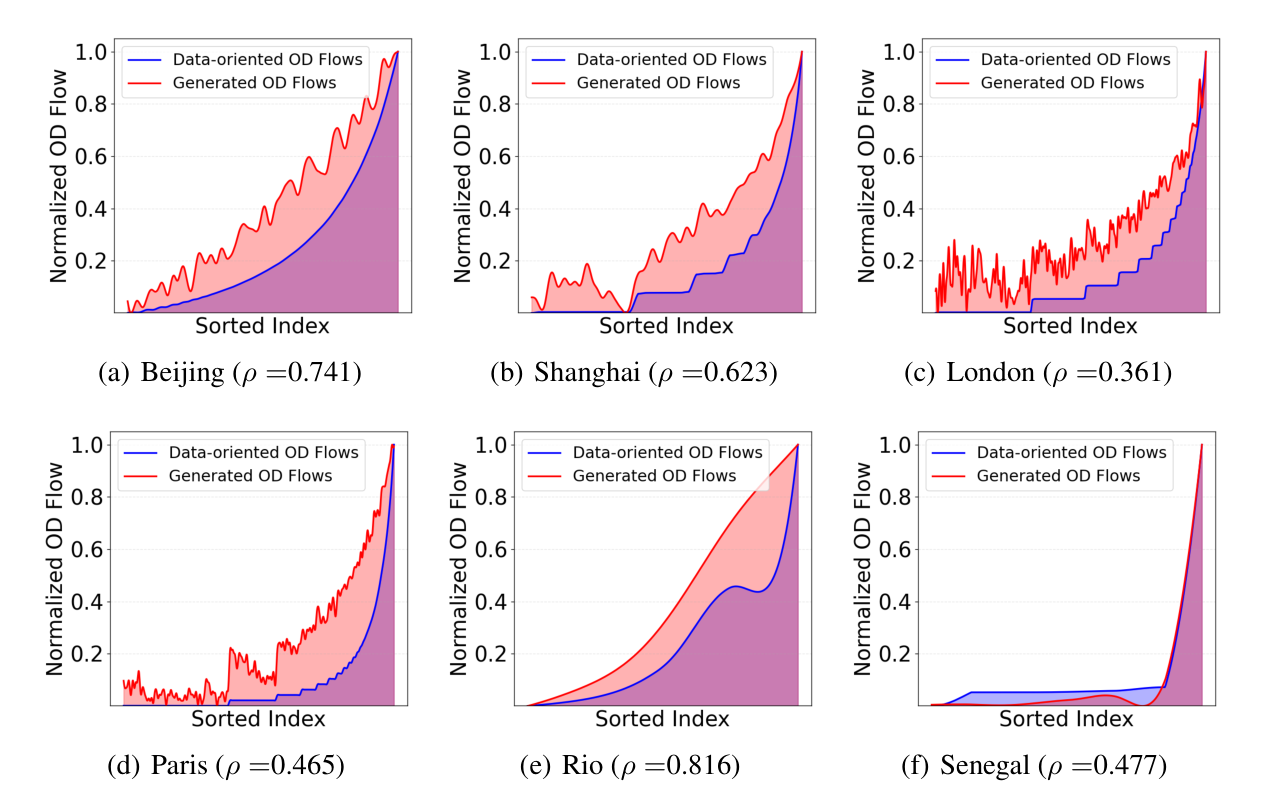 1.0
0.8
0.6
0.4
0.2
Normalized OD Flow
Data-oriented OD Flows
Generated OD Flows
Sorted Index
(a) Beijing (ρ =0.741)
1.0
0.8
0.6
0.4
0.2
Normalized OD Flow
Data-oriented OD Flows
Generated OD Flows
Sorted Index
(b) Shanghai (ρ =0.623)
1.0
0.8
0.6
0.4
0.2
Normalized OD Flow
Data-oriented OD Flows
Generated OD Flows
Sorted Index
(c) London (ρ =0.361)
1.0
0.8
0.6
0.4
0.2
Normalized OD Flow
Data-oriented OD Flows
Generated OD Flows
Sorted Index
(d) Paris (ρ =0.465)
1.0
0.8
0.6
0.4
0.2
Normalized OD Flow
Data-oriented OD Flows
Generated OD Flows
Sorted Index
(e) Rio (ρ =0.816)
1.0
0.8
0.6
0.4
0.2
Normalized OD Flow
Data-oriented OD Flows
Generated OD Flows
Sorted Index
(f) Senegal (ρ =0.477)